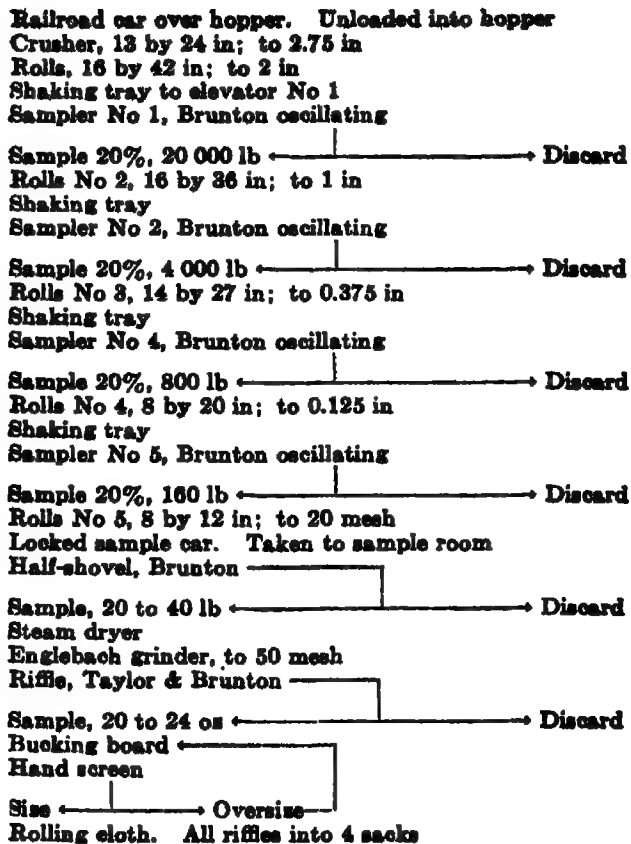 Railroad car over hopper. Unloaded into hopper
Crusher, 13 by 24 in; to 2.75 in
Rolls, 16 by 42 in; to 2 in
Shaking tray to elevator No 1
Sampler No 1, Brunton oscillating
Sample 20%, 20 000 lb Discard
Rolls No 2, 16 by 36 in; to 1 in
Shaking tray
Sampler No 2, Brunton oscillating
Sample 20%, 4 000 lb Discard
Rolls No 3, 14 by 27 in; to 0.375 in
Shaking tray
Sampler No 4, Brunton oscillating
Sample 20%, 800 lb Discard
Rolls No 4, 8 by 20 in; to 0.125 in
Shaking tray
Sampler No 5, Brunton oscillating
Sample 20%, 160 lb Discard
Rolls No 5, 8 by 12 in; to 20 mesh
Locked sample car. Taken to sample room
Half-shovel, Brunton
Sample, 20 to 40 lb Discard
Steam dryer
Englebach grinder, to 50 mesh
Riffle, Taylor & Brunton
Sample, 20 to 24 oz Discard
Bucking board
Hand screen
Size Oversize
Rolling cloth. All riffles into 4 sacks